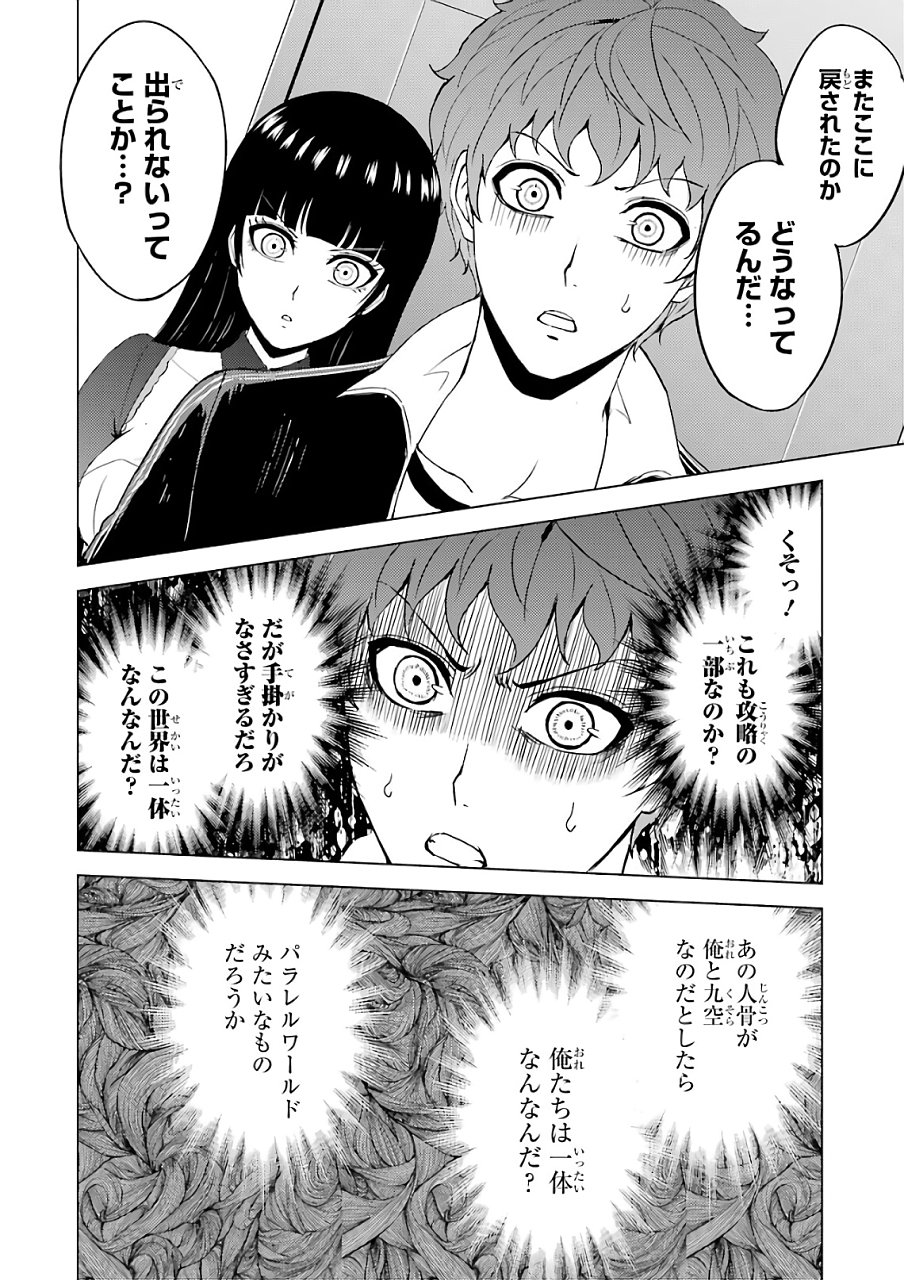 またここに
戻されたのか
どうなって
るんだ…
出られないって
ことか…?
くそっ!
これも攻略の
一部なのか?
だが手掛かりが
なさすぎるだろ
この世界は一体
なんなんだ?
あの人骨が
俺と九空
なのだとしたら
俺たちは一体
なんなんだ?
パラレルワールド
みたいなもの
だろうか